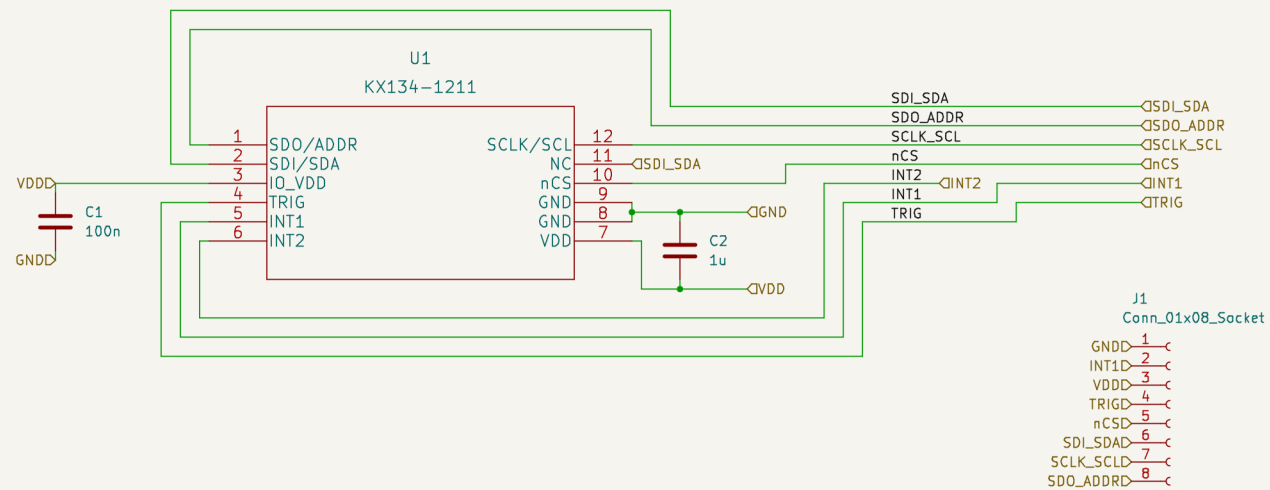 U1
KX134-1211
1 SDO/ADDR
2 SDI/SDA
3 IO_VDD
4 TRIG
5 INT1
6 INT2
SCLK/SCL 12
NC 11
nCS 10
GND 9
GND 8
VDD 7
VDD
C1
100n
GND
SDI_SDA
GND
C2
1u
VDD
SDI_SDA
SDO_ADDR
SCLK_SCL
nCS
INT2
INT1
TRIG
INT2
SDI_SDA
SDO_ADDR
SCLK_SCL
nCS
INT1
TRIG
J1
Conn_01x08_Socket
GND 1
INT1 2
VDD 3
TRIG 4
nCS 5
SDI_SDA 6
SCLK_SCL 7
SDO_ADDR 8